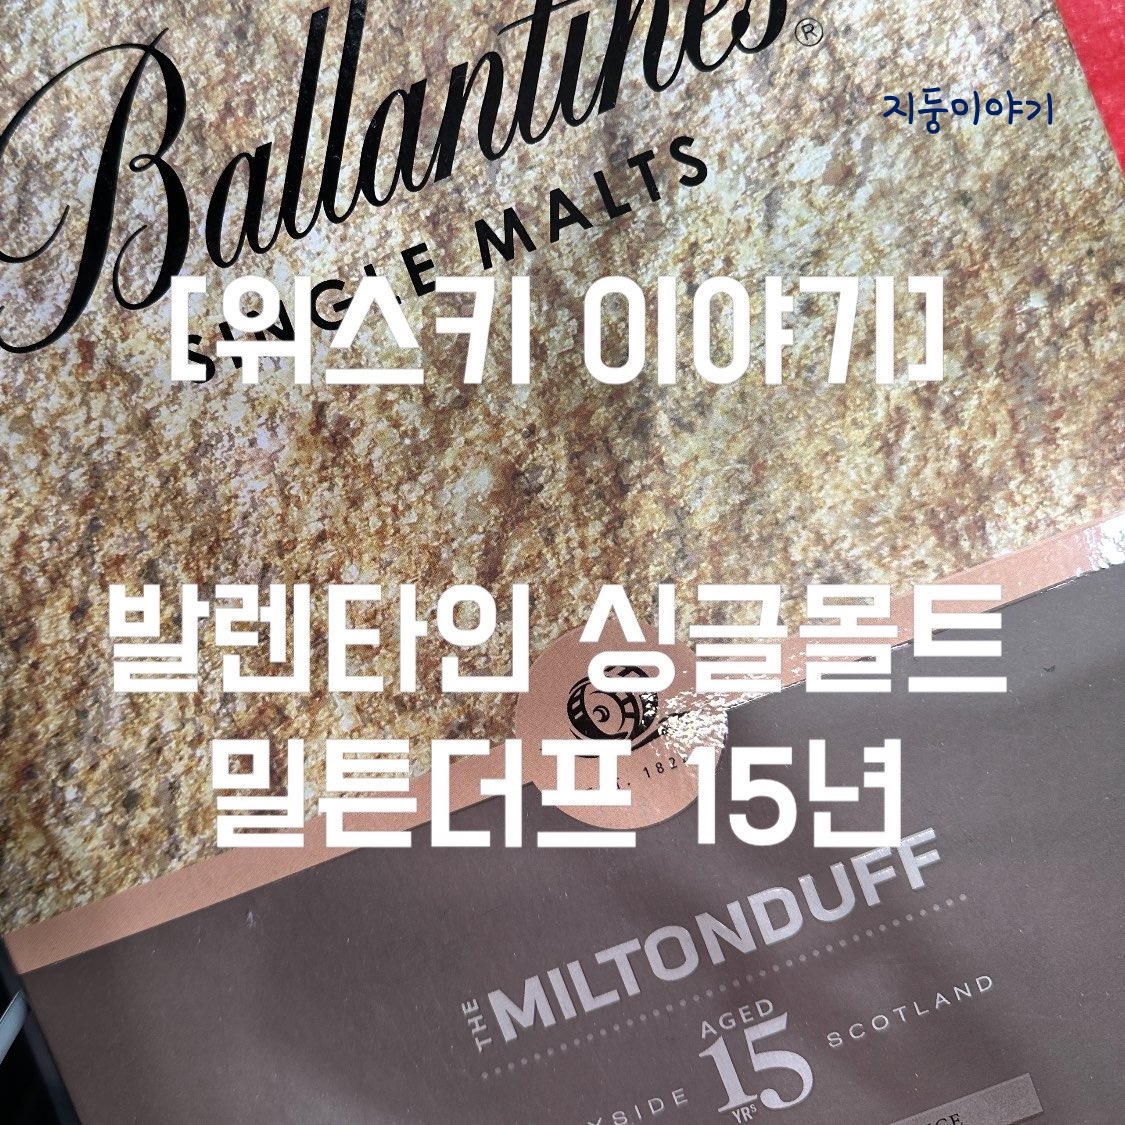 Ballantine's®
SINGLE MALTS
지둥이야기
[위스키 이야기]
발렌타인 싱글몰트
밀튼더프 15년
THE MILTONDUFF
AGED
15
YRS
SCOTLAND